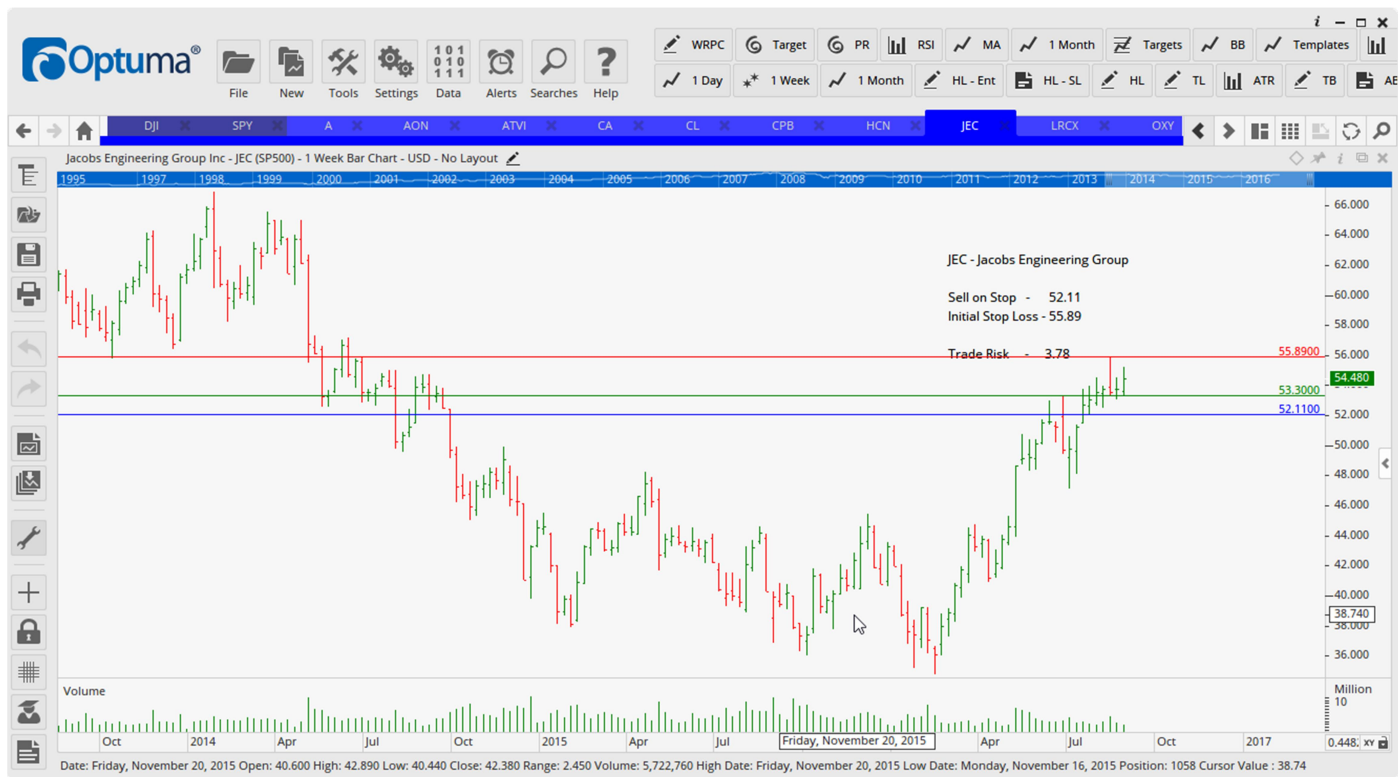 Optuma®
File New Tools Settings Data Alerts Searches Help
WRPC Target PR RSI MA 1 Month Targets BB Templates
1 Day 1 Week 1 Month HL - Ent HL - SL HL TL ATR TB AB
DJI SPY A AON ATVI CA CL CPB HCN JEC LRCX OXY
Jacobs Engineering Group Inc - JEC (SP500) - 1 Week Bar Chart - USD - No Layout
1995 1997 1998 1999 2000 2001 2002 2003 2004 2005 2006 2007 2008 2009 2010 2011 2012 2013 2014 2015 2016
66.000
64.000
JEC - Jacobs Engineering Group
62.000
Sell on Stop - 52.11
60.000
Initial Stop Loss - 55.89
58.000
Trade Risk - 3.78
55.8900
56.000
54.480
53.3000
52.1100
52.000
50.000
48.000
46.000
44.000
42.000
40.000
38.740
38.000
36.000
Volume
Million
10
Oct 2014 Apr Jul Oct 2015 Apr Jul Friday, November 20, 2015 Apr Jul Oct 2017 0.448 XY
Date: Friday, November 20, 2015 Open: 40.600 High: 42.890 Low: 40.440 Close: 42.380 Range: 2.450 Volume: 5,722,760 High Date: Friday, November 20, 2015 Low Date: Monday, November 16, 2015 Position: 1058 Cursor Value : 38.74